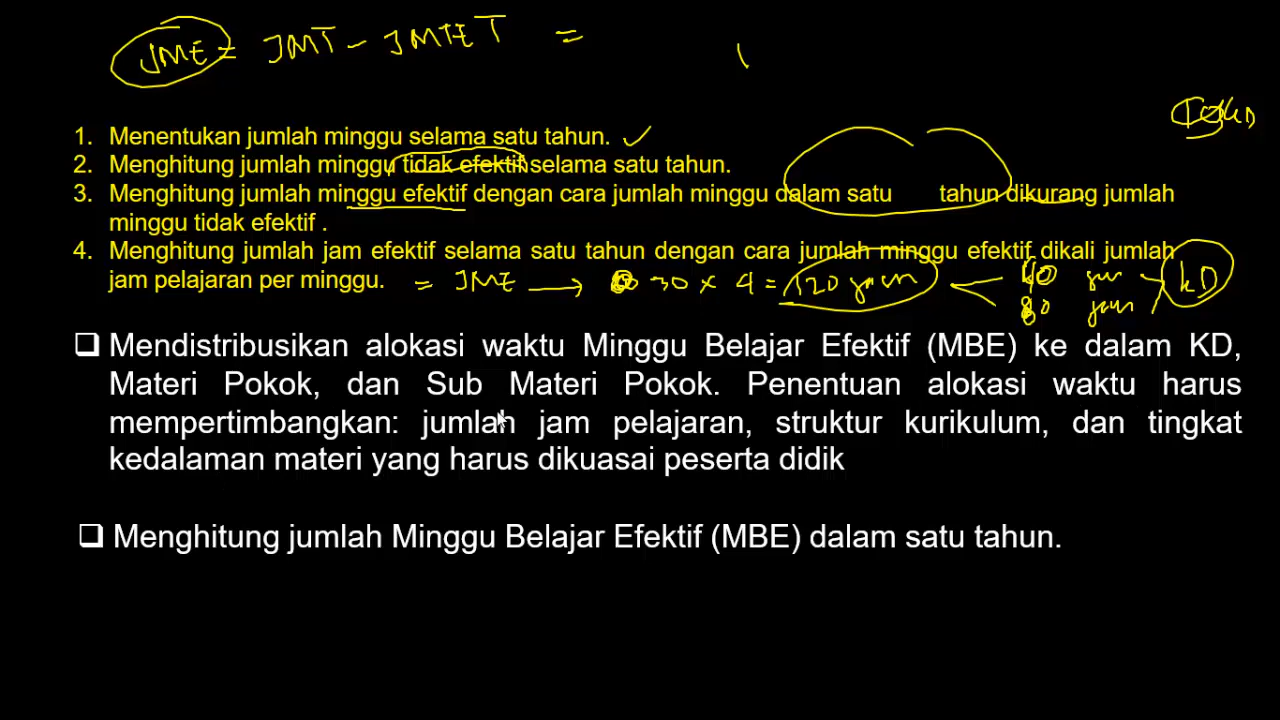 JME = JMT - JMTET =
1. Menentukan jumlah minggu selama satu tahun. ✓
2. Menghitung jumlah minggu tidak efektif selama satu tahun.
3. Menghitung jumlah minggu efektif dengan cara jumlah minggu dalam satu tahun dikurang jumlah
minggu tidak efektif .
4. Menghitung jumlah jam efektif selama satu tahun dengan cara jumlah minggu efektif dikali jumlah
jam pelajaran per minggu. = JME → 30 x 4 = 120 jam 40 jam KD
80 jam
❑ Mendistribusikan alokasi waktu Minggu Belajar Efektif (MBE) ke dalam KD,
Materi Pokok, dan Sub Materi Pokok. Penentuan alokasi waktu harus
mempertimbangkan: jumlah jam pelajaran, struktur kurikulum, dan tingkat
kedalaman materi yang harus dikuasai peserta didik
❑ Menghitung jumlah Minggu Belajar Efektif (MBE) dalam satu tahun.